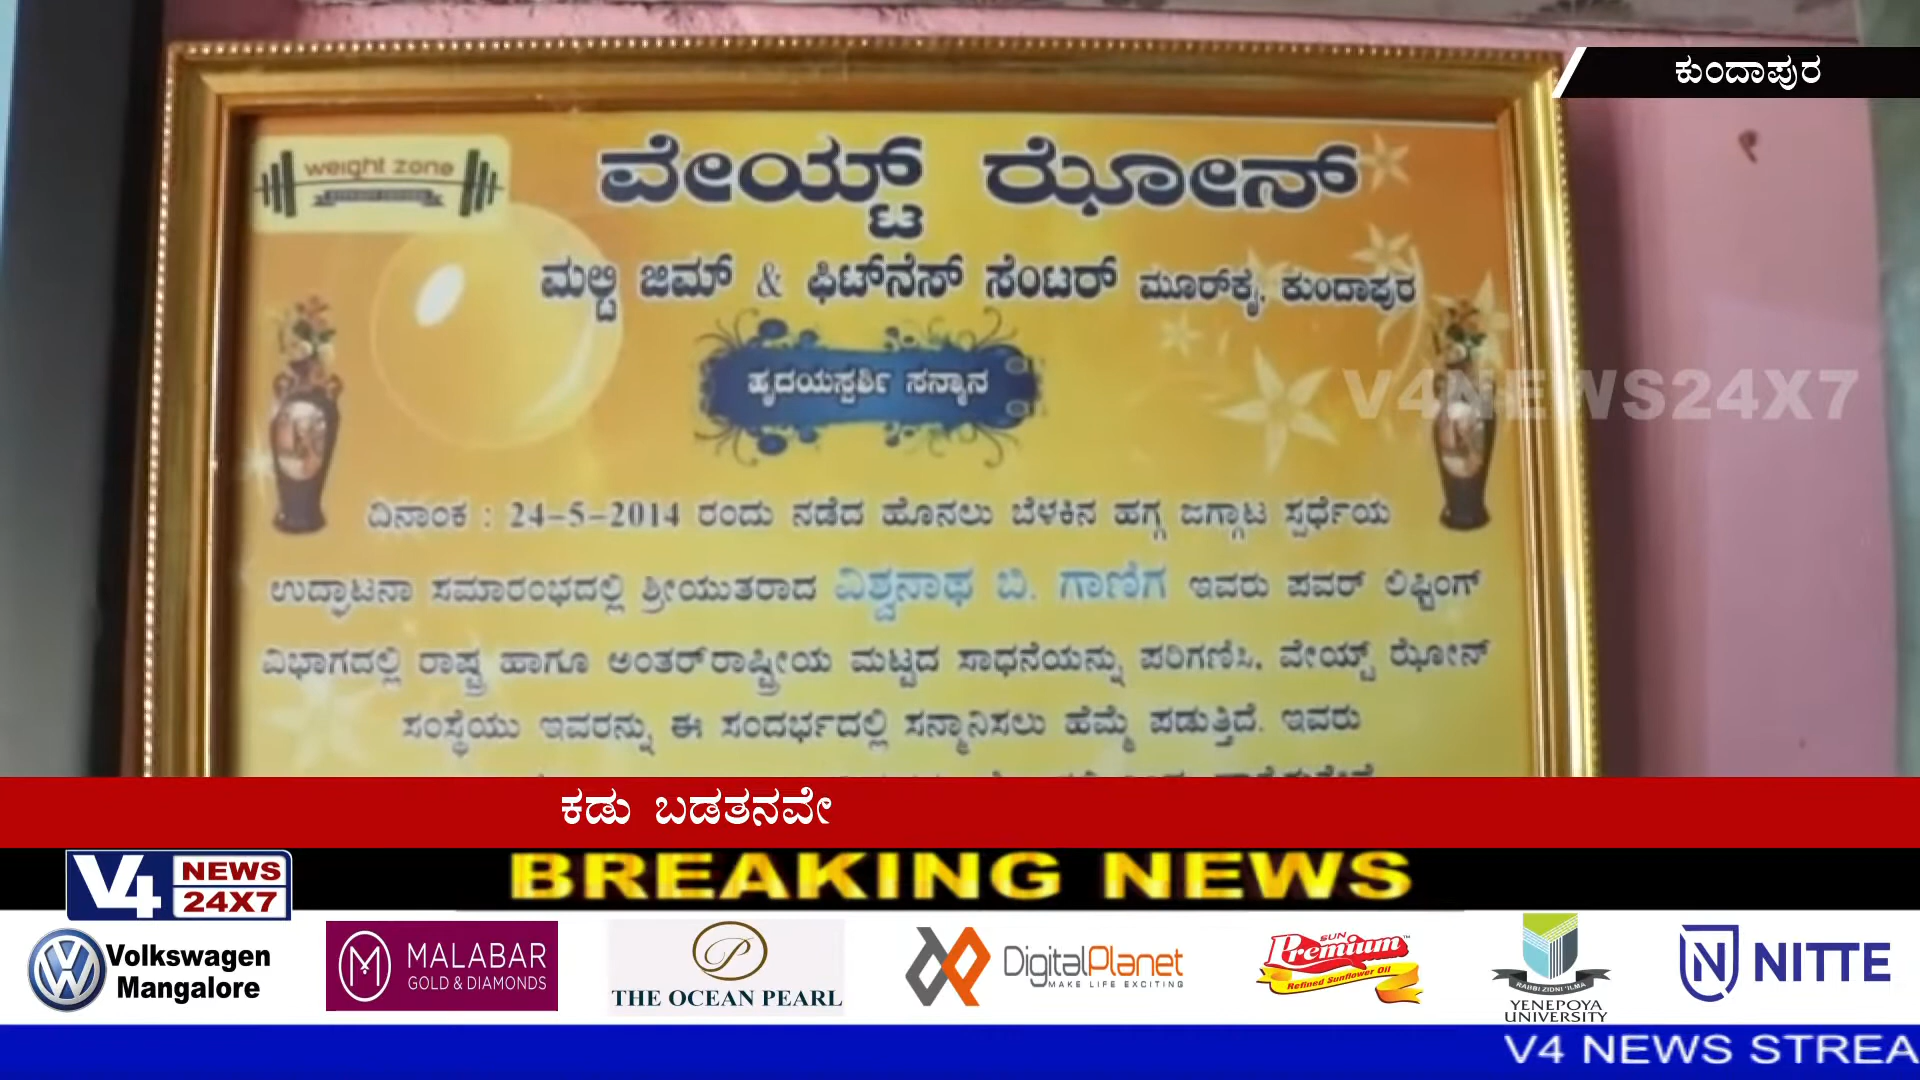 ಕುಂದಾಪುರ
weight zone
ವೇಯ್ಟ್ ಝೋನ್
ಮಲ್ಟಿ ಜಿಮ್ & ಫಿಟ್‌ನೆಸ್ ಸೆಂಟರ್ ಮೂರ್‌ಕೈ, ಕುಂದಾಪುರ
ಹೃದಯಸ್ಪರ್ಶಿ ಸನ್ಮಾನ
V4NEWS24X7
ದಿನಾಂಕ : 24-5-2014 ರಂದು ನಡೆದ ಹೊನಲು ಬೆಳಕಿನ ಹಗ್ಗ ಜಗ್ಗಾಟ ಸ್ಪರ್ಧೆಯ
ಉದ್ಘಾಟನಾ ಸಮಾರಂಭದಲ್ಲಿ ಶ್ರೀಯುತರಾದ ವಿಶ್ವನಾಥ ಬಿ. ಗಾಣಿಗ ಇವರು ಪವರ್ ಲಿಫ್ಟಿಂಗ್
ವಿಭಾಗದಲ್ಲಿ ರಾಷ್ಟ್ರ ಹಾಗೂ ಅಂತರ್‌ರಾಷ್ಟ್ರೀಯ ಮಟ್ಟದ ಸಾಧನೆಯನ್ನು ಪರಿಗಣಿಸಿ, ವೇಯ್ಟ್ ಝೋನ್
ಸಂಸ್ಥೆಯು ಇವರನ್ನು ಈ ಸಂದರ್ಭದಲ್ಲಿ ಸನ್ಮಾನಿಸಲು ಹೆಮ್ಮೆ ಪಡುತ್ತಿದೆ. ಇವರು
ಕಡು ಬಡತನವೇ
V4 NEWS 24X7
BREAKING NEWS
Volkswagen Mangalore
MALABAR GOLD & DIAMONDS
P THE OCEAN PEARL
DigitalPlanet MAKE LIFE EXCITING
SUN Premium Refined Sunflower Oil
RABBI ZIDNI 'ILMA YENEPOYA UNIVERSITY
N NITTE
V4 NEWS STREA